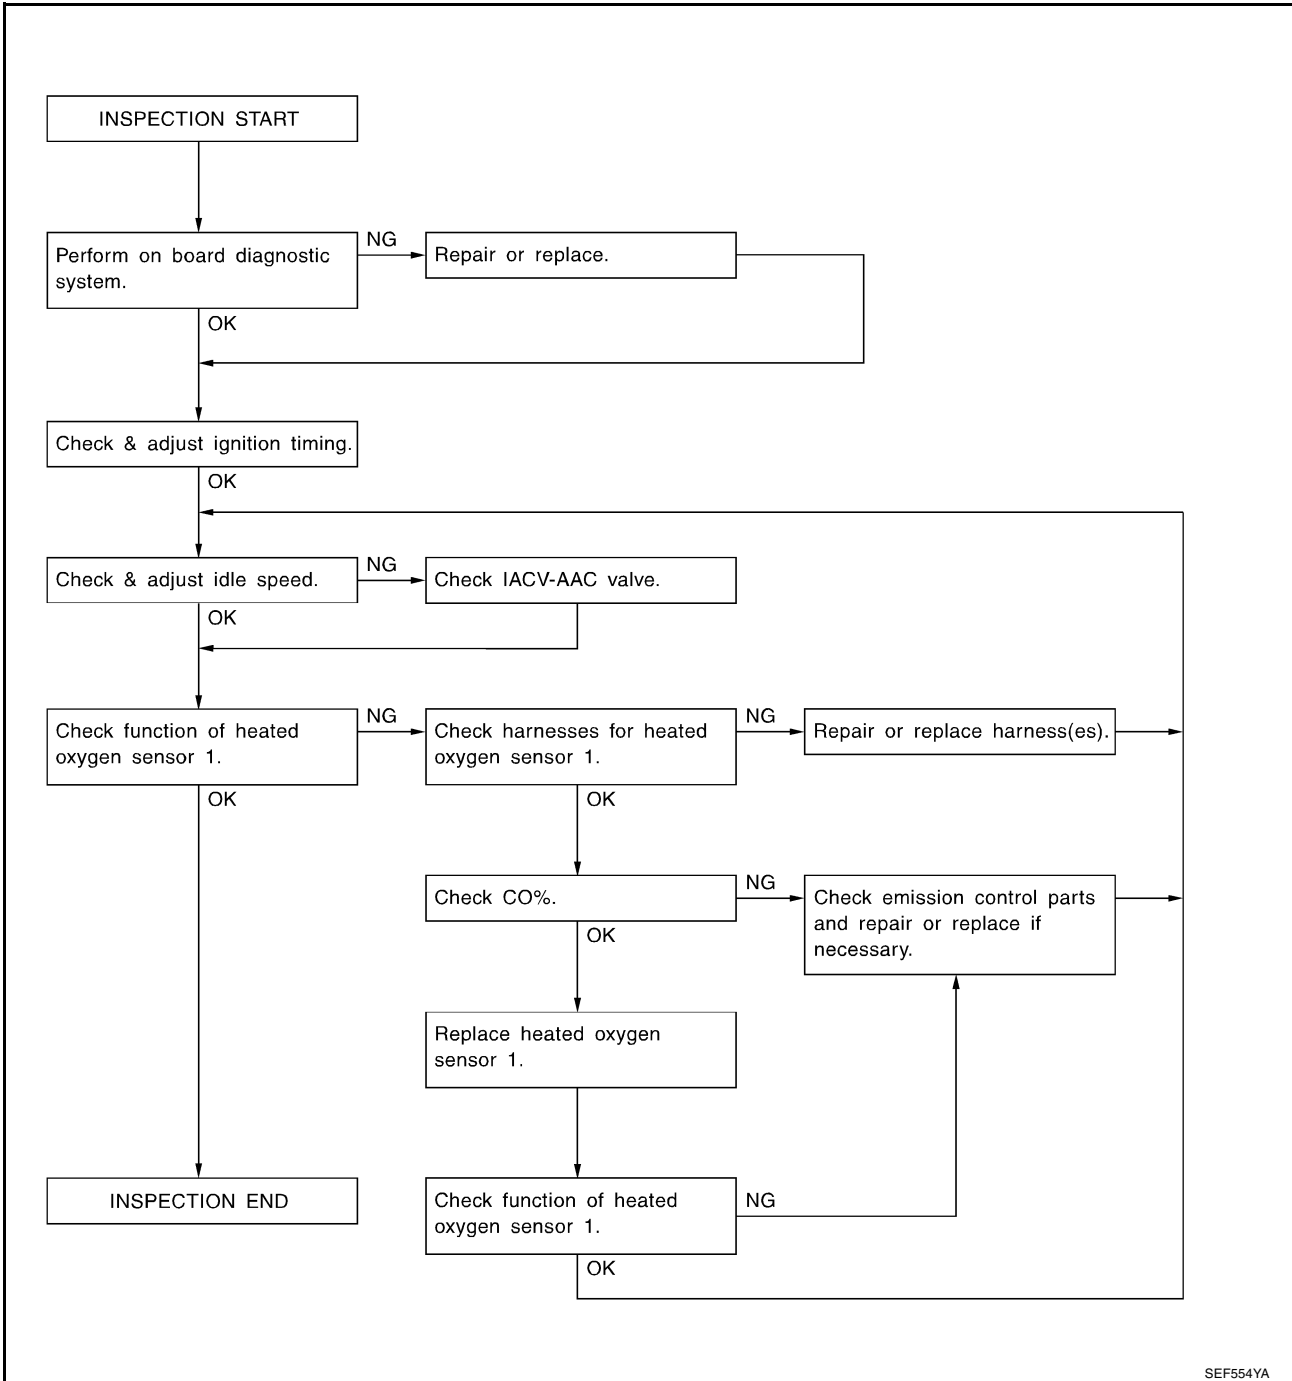 INSPECTION START
NG
Perform on board diagnostic
system.
Repair or replace.
OK
Check & adjust ignition timing.
OK
NG
Check & adjust idle speed.
Check IACV-AAC valve.
OK
NG
NG
Check function of heated
oxygen sensor 1.
Check harnesses for heated
oxygen sensor 1.
Repair or replace harness(es).
OK
OK
NG
Check CO%.
Check emission control parts
and repair or replace if
necessary.
OK
Replace heated oxygen
sensor 1.
INSPECTION END
Check function of heated
oxygen sensor 1.
NG
OK
SEF554YA